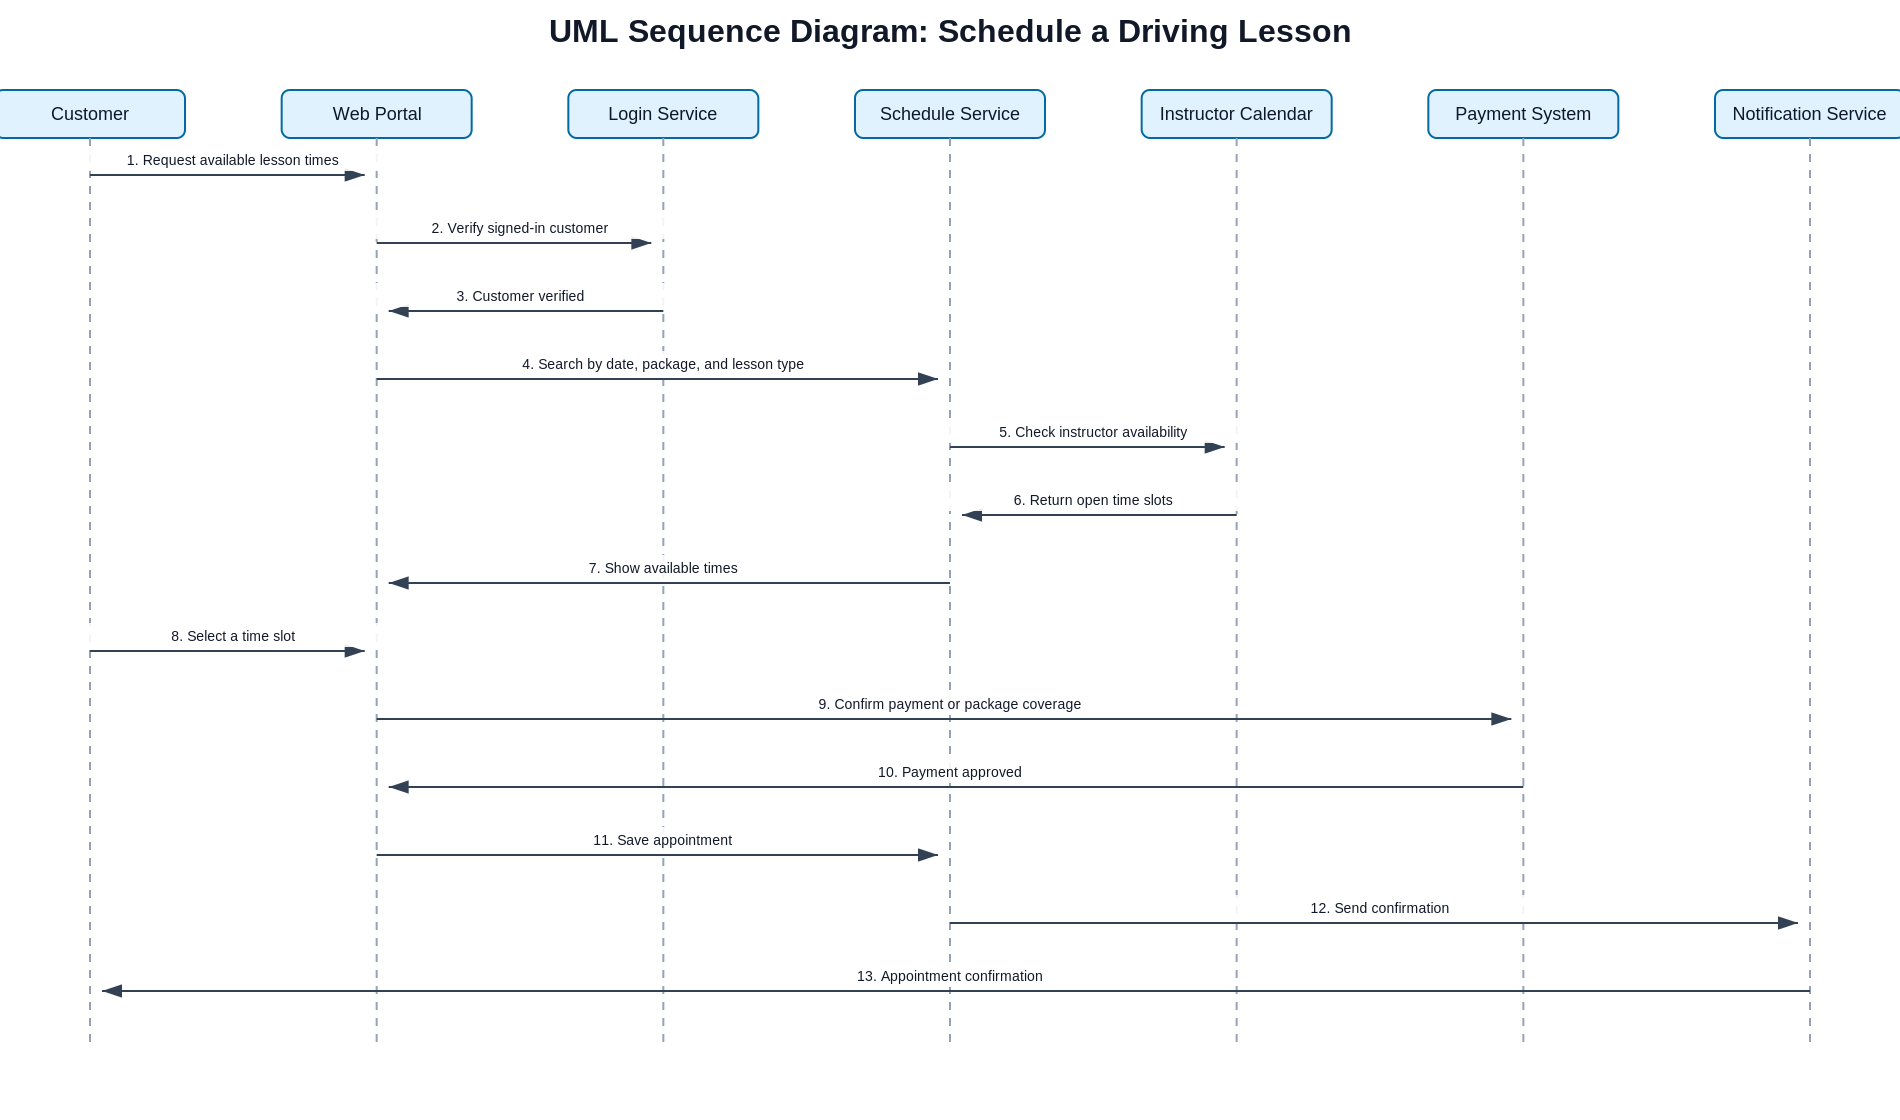 UML Sequence Diagram: Schedule a Driving Lesson
Customer
Web Portal
Login Service
Schedule Service
Instructor Calendar
Payment System
Notification Service
1. Request available lesson times
2. Verify signed-in customer
3. Customer verified
4. Search by date, package, and lesson type
5. Check instructor availability
6. Return open time slots
7. Show available times
8. Select a time slot
9. Confirm payment or package coverage
10. Payment approved
11. Save appointment
12. Send confirmation
13. Appointment confirmation